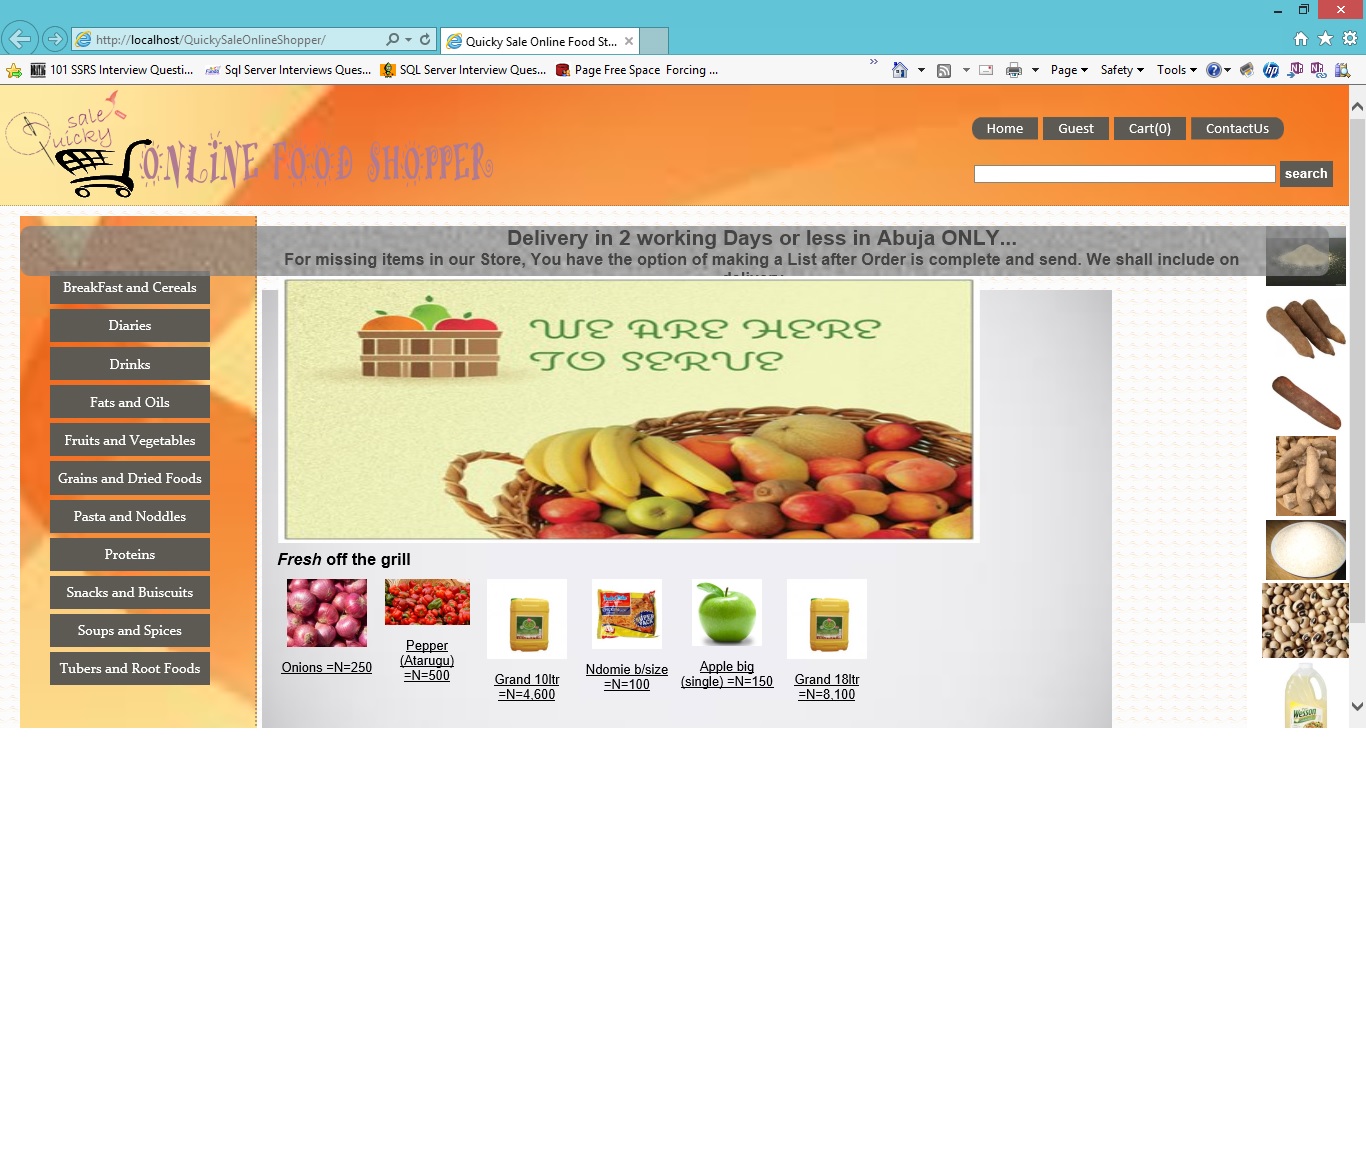 http://localhost/QuickySaleOnlineShopper/
Quicky Sale Online Food St...
101 SSRS Interview Questi...
Sql Server Interviews Ques...
SQL Server Interview Ques...
Page Free Space Forcing ...
Page
Safety
Tools
sale
Quicky
ONLINE FOOD SHOPPER
Home
Guest
Cart(0)
ContactUs
search
Delivery in 2 working Days or less in Abuja ONLY...
For missing items in our Store, You have the option of making a List after Order is complete and send. We shall include on
BreakFast and Cereals
Diaries
Drinks
Fats and Oils
Fruits and Vegetables
Grains and Dried Foods
Pasta and Noddles
Proteins
Snacks and Buiscuits
Soups and Spices
Tubers and Root Foods
WE ARE HERE
TO SERVE
Fresh off the grill
Onions =N=250
Pepper
(Atarugu)
=N=500
Grand 10ltr
=N=4,600
Ndomie b/size
=N=100
Apple big
(single) =N=150
Grand 18ltr
=N=8,100
Wesson